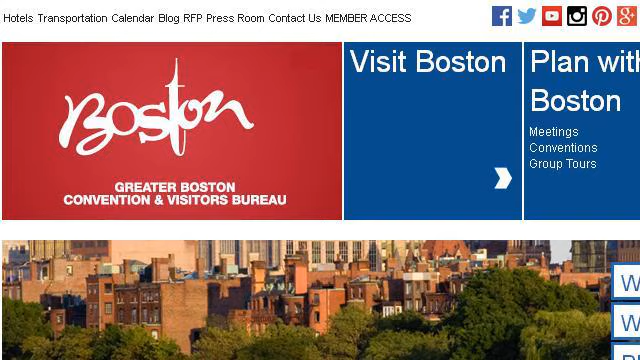 Hotels Transportation Calendar Blog RFP Press Room Contact Us MEMBER ACCESS
Boston
GREATER BOSTON
CONVENTION & VISITORS BUREAU
Visit Boston
Plan with
Boston
Meetings
Conventions
Group Tours
W
W